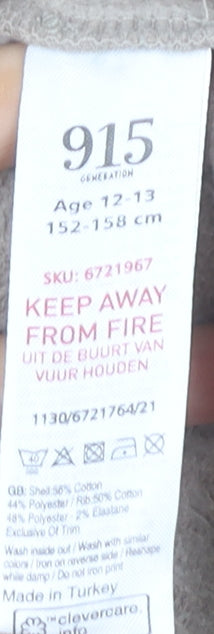 915
GENERATION
Age 12-13
152-158 cm
SKU: 6721967
KEEP AWAY
FROM FIRE
UIT DE BUURT VAN
VUUR HOUDEN
1130/6721764/21
40
GB: Shell:56% Cotton
44% Polyester / Rib:50% Cotton
48% Polyester - 2% Elastane
Exclusive Of Trim
Wash inside out / Wash with similar
colors / Iron on reverse side / Reshape
while damp / Do not iron print
Made in Turkey
™clevercare.
info